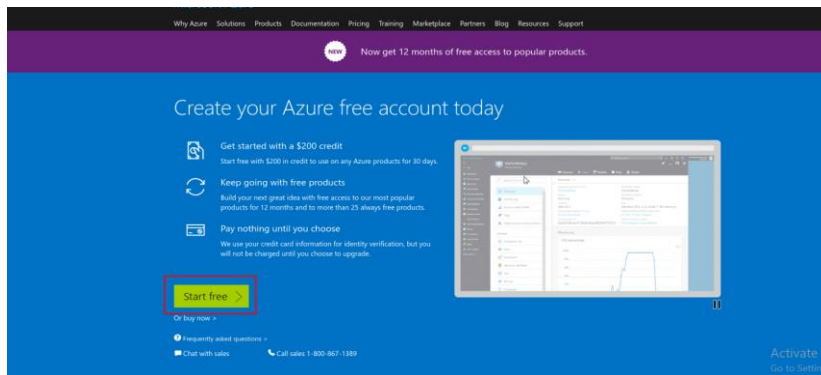 Why Azure Solutions Products Documentation Pricing Training Marketplace Partners Blog Resources Support
NEW Now get 12 months of free access to popular products.
Create your Azure free account today
Get started with a $200 credit
Start free with $200 in credit to use on any Azure products for 30 days.
Keep going with free products
Build your next great idea with free access to our most popular
products for 12 months and to more than 25 always free products.
Pay nothing until you choose
We use your credit card information for identity verification, but you
will not be charged until you choose to upgrade.
Start free >
Or buy now >
Frequently asked questions >
Chat with sales Call sales 1-800-867-1389
Activate
Go to Settin